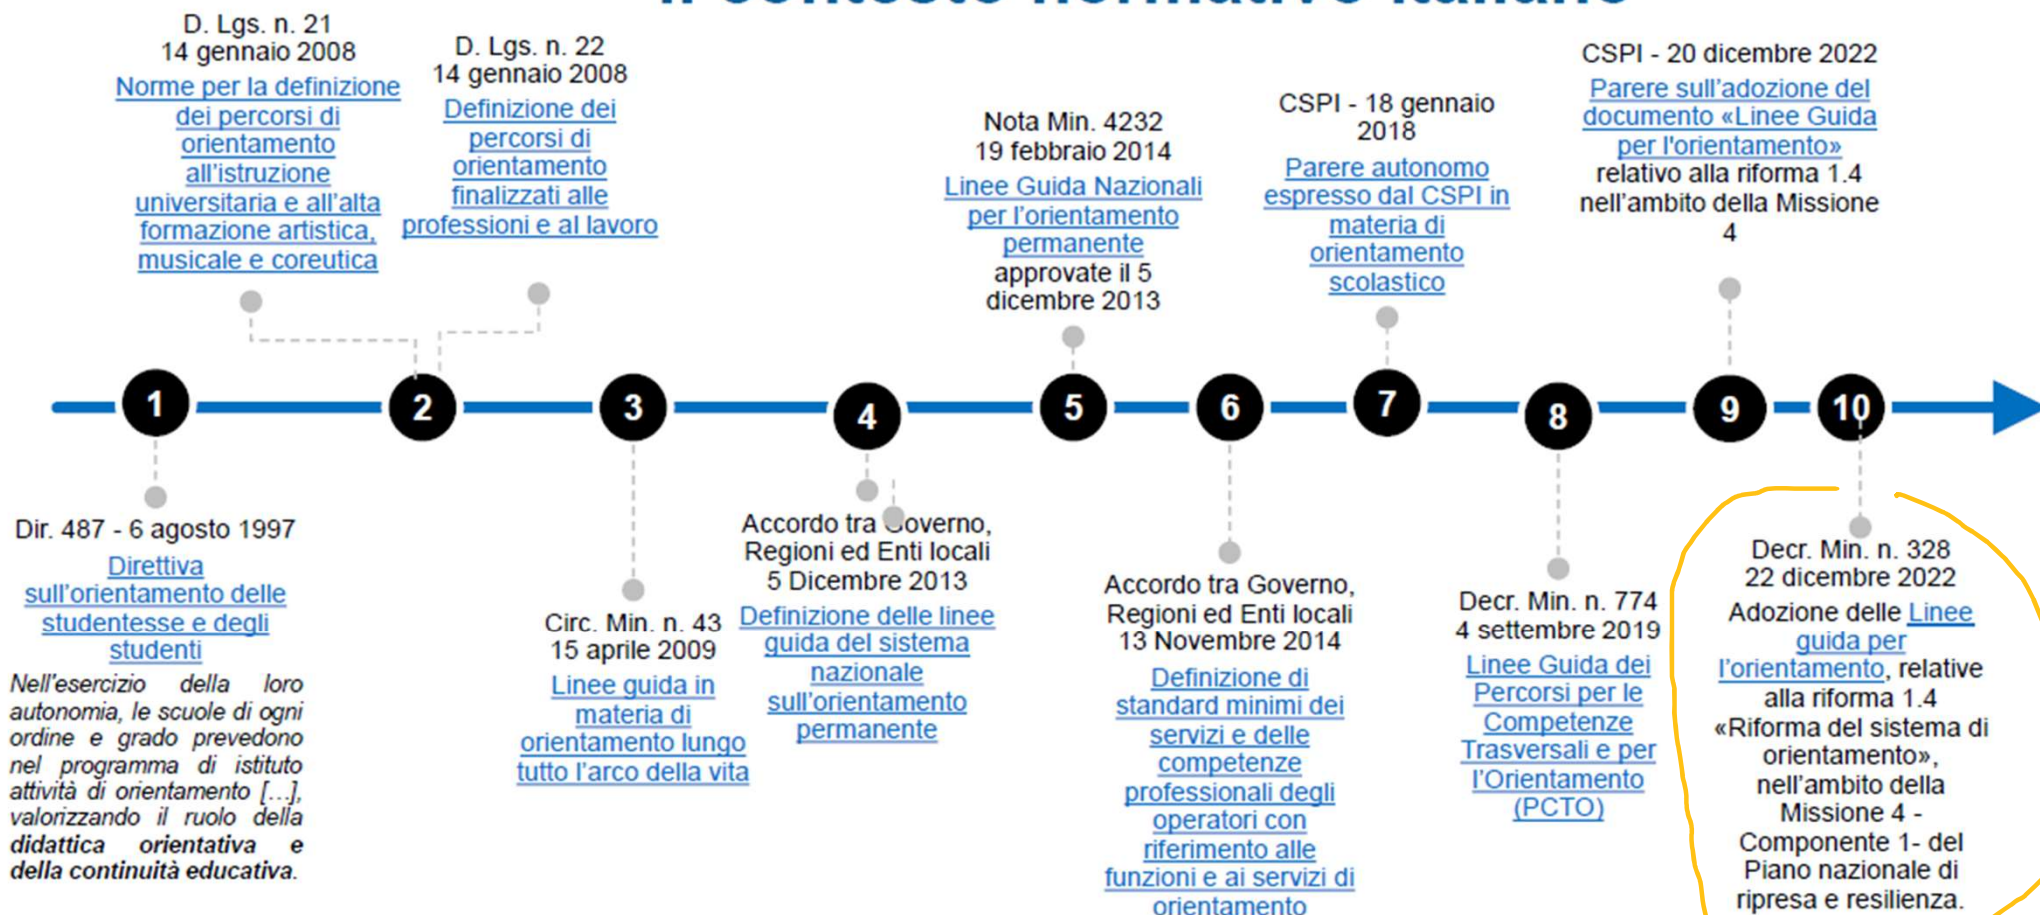 D. Lgs. n. 21
14 gennaio 2008
Norme per la definizione
dei percorsi di
orientamento
all'istruzione
universitaria e all'alta
formazione artistica,
musicale e coreutica
D. Lgs. n. 22
14 gennaio 2008
Definizione dei
percorsi di
orientamento
finalizzati alle
professioni e al lavoro
Nota Min. 4232
19 febbraio 2014
Linee Guida Nazionali
per l'orientamento
permanente
approvate il 5
dicembre 2013
CSPI - 18 gennaio
2018
Parere autonomo
espresso dal CSPI in
materia di
orientamento
scolastico
CSPI - 20 dicembre 2022
Parere sull'adozione del
documento «Linee Guida
per l'orientamento»
relativo alla riforma 1.4
nell'ambito della Missione
4
1
2
3
4
5
6
7
8
9
10
Dir. 487 - 6 agosto 1997
Direttiva
sull'orientamento delle
studentesse e degli
studenti
Nell'esercizio della loro
autonomia, le scuole di ogni
ordine e grado prevedono
nel programma di istituto
attività di orientamento [...],
valorizzando il ruolo della
didattica orientativa e
della continuità educativa.
Circ. Min. n. 43
15 aprile 2009
Linee guida in
materia di
orientamento lungo
tutto l'arco della vita
Accordo tra Governo,
Regioni ed Enti locali
5 Dicembre 2013
Definizione delle linee
guida del sistema
nazionale
sull'orientamento
permanente
Accordo tra Governo,
Regioni ed Enti locali
13 Novembre 2014
Definizione di
standard minimi dei
servizi e delle
competenze
professionali degli
operatori con
riferimento alle
funzioni e ai servizi di
orientamento
Decr. Min. n. 774
4 settembre 2019
Linee Guida dei
Percorsi per le
Competenze
Trasversali e per
l'Orientamento
(PCTO)
Decr. Min. n. 328
22 dicembre 2022
Adozione delle Linee
guida per
l'orientamento, relative
alla riforma 1.4
«Riforma del sistema di
orientamento»,
nell'ambito della
Missione 4 -
Componente 1- del
Piano nazionale di
ripresa e resilienza.